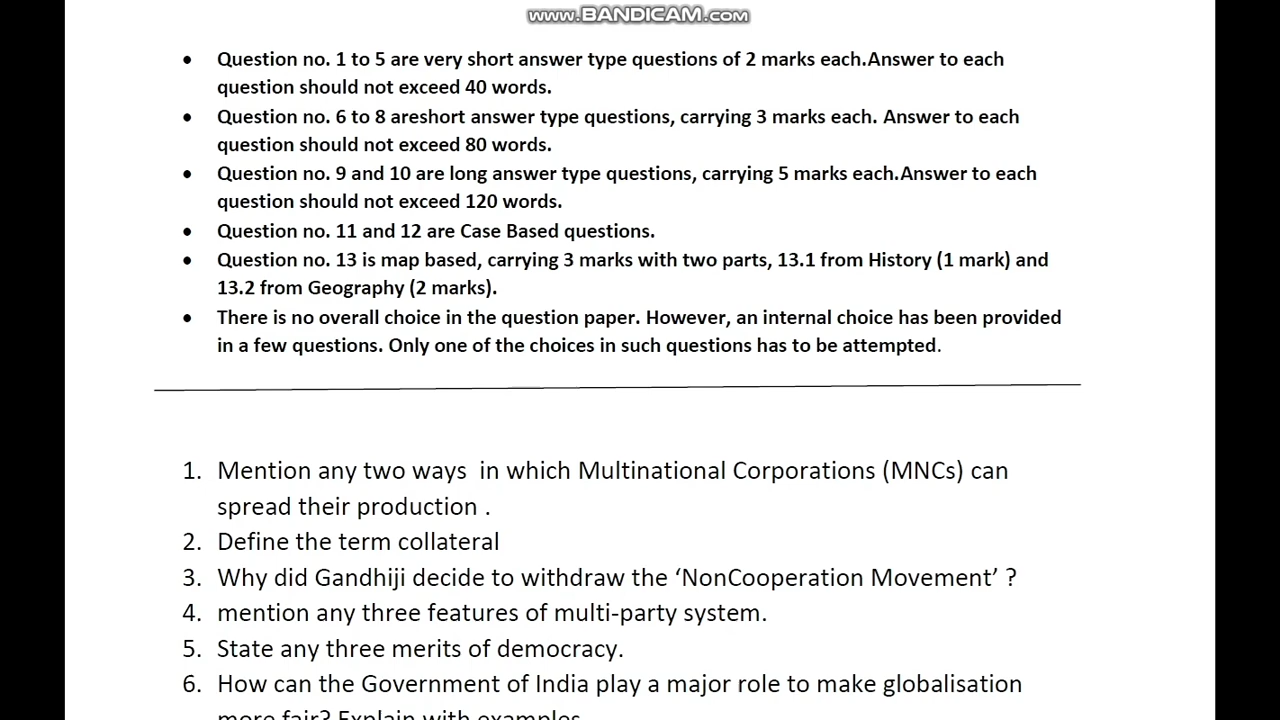 www.BANDICAM.com
• Question no. 1 to 5 are very short answer type questions of 2 marks each.Answer to each
question should not exceed 40 words.
• Question no. 6 to 8 areshort answer type questions, carrying 3 marks each. Answer to each
question should not exceed 80 words.
• Question no. 9 and 10 are long answer type questions, carrying 5 marks each.Answer to each
question should not exceed 120 words.
• Question no. 11 and 12 are Case Based questions.
• Question no. 13 is map based, carrying 3 marks with two parts, 13.1 from History (1 mark) and
13.2 from Geography (2 marks).
• There is no overall choice in the question paper. However, an internal choice has been provided
in a few questions. Only one of the choices in such questions has to be attempted.
1. Mention any two ways  in which Multinational Corporations (MNCs) can
spread their production .
2. Define the term collateral
3. Why did Gandhiji decide to withdraw the ‘NonCooperation Movement’ ?
4. mention any three features of multi-party system.
5. State any three merits of democracy.
6. How can the Government of India play a major role to make globalisation
more fair? Explain with examples